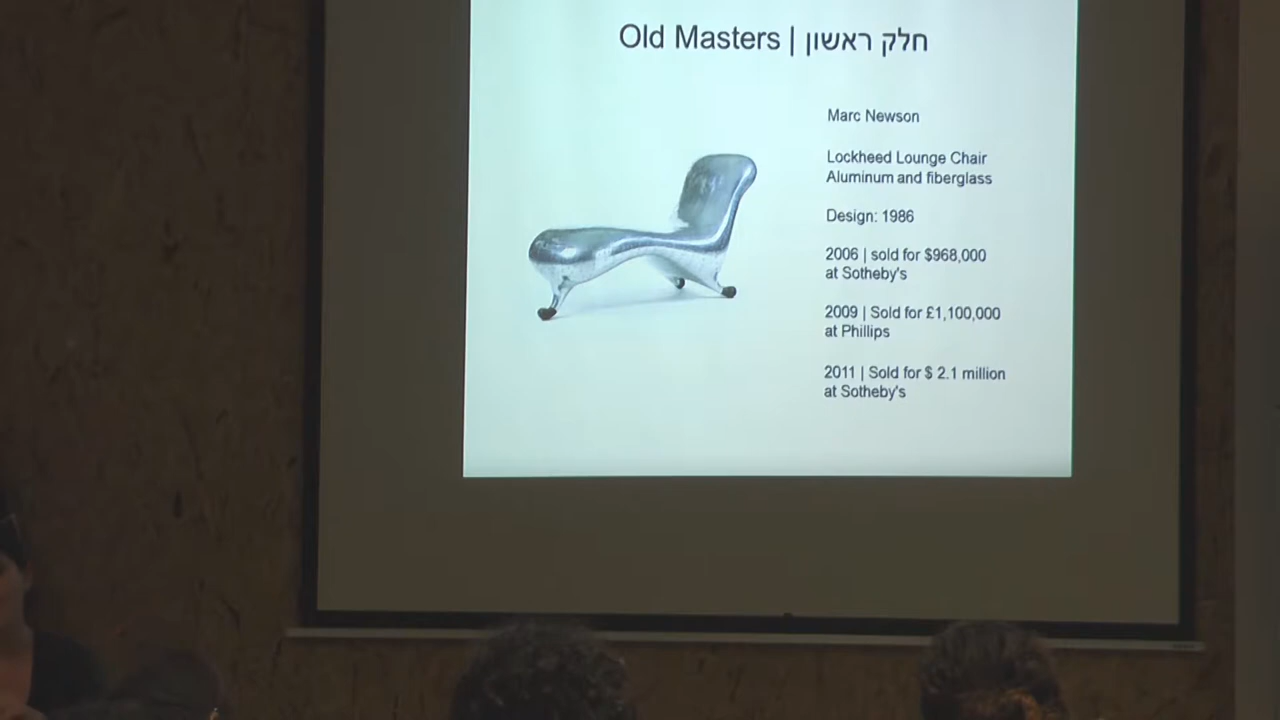 Old Masters | חלק ראשון
Marc Newson
Lockheed Lounge Chair
Aluminum and fiberglass
Design: 1986
2006 | sold for $968,000
at Sotheby's
2009 | Sold for £1,100,000
at Phillips
2011 | Sold for $ 2.1 million
at Sotheby's